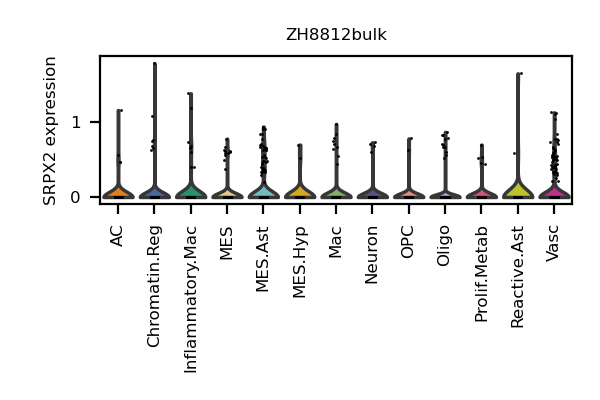 ZH8812bulk
SRPX2 expression
1
0
AC
Chromatin.Reg
Inflammatory.Mac
MES
MES.Ast
MES.Hyp
Mac
Neuron
OPC
Oligo
Prolif.Metab
Reactive.Ast
Vasc